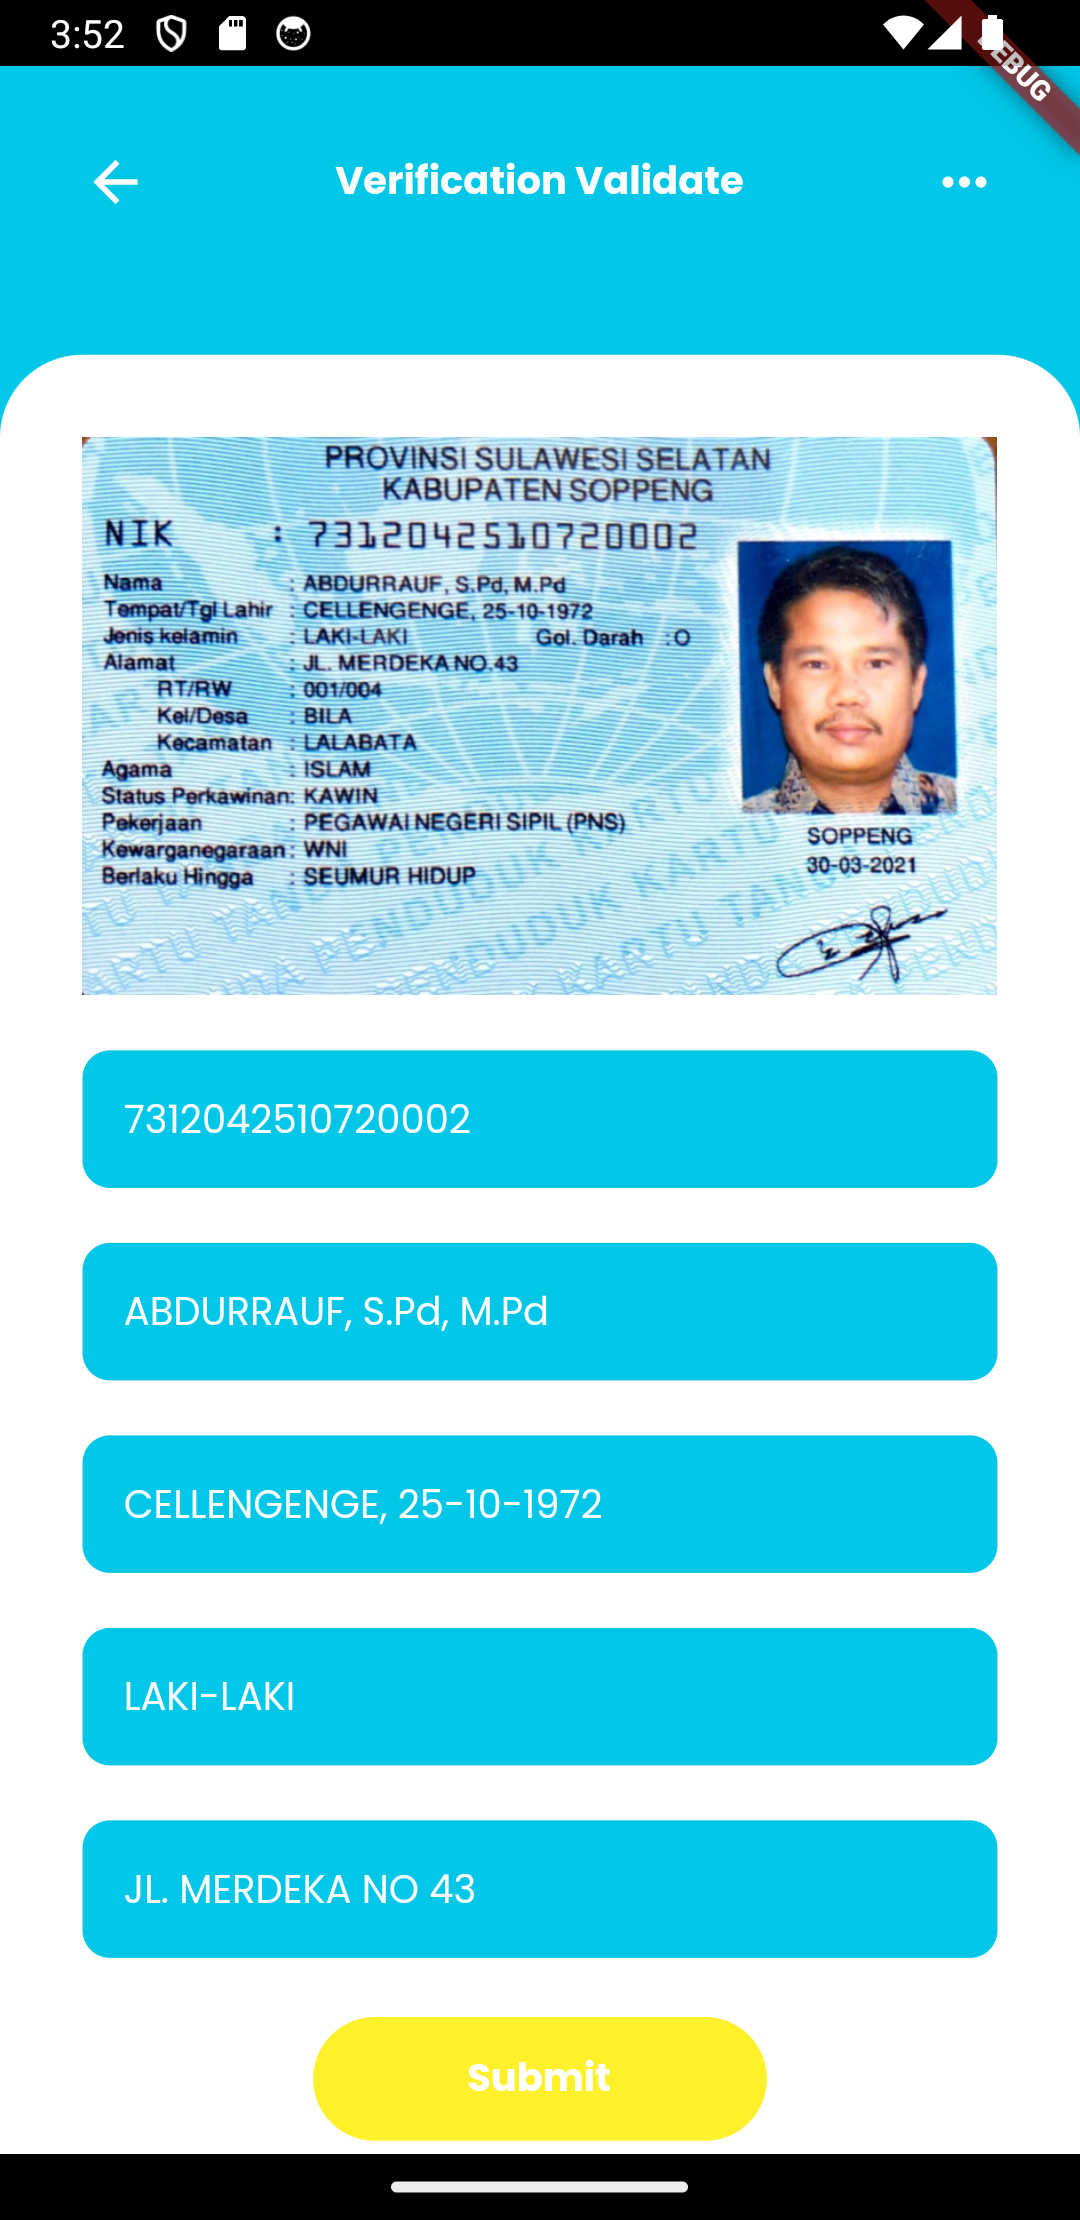 3:52
DEBUG
Verification Validate
PROVINSI SULAWESI SELATAN
KABUPATEN SOPPENG
NIK : 7312042510720002
Nama : ABDURRAUF, S.Pd, M.Pd
Tempat/Tgl Lahir : CELLENGENGE, 25-10-1972
Jenis kelamin : LAKI-LAKI Gol. Darah : O
Alamat : JL. MERDEKA NO.43
RT/RW : 001/004
Kel/Desa : BILA
Kecamatan : LALABATA
Agama : ISLAM
Status Perkawinan: KAWIN
Pekerjaan : PEGAWAI NEGERI SIPIL (PNS)
Kewarganegaraan: WNI
Berlaku Hingga : SEUMUR HIDUP
SOPPENG
30-03-2021
7312042510720002
ABDURRAUF, S.Pd, M.Pd
CELLENGENGE, 25-10-1972
LAKI-LAKI
JL. MERDEKA NO 43
Submit